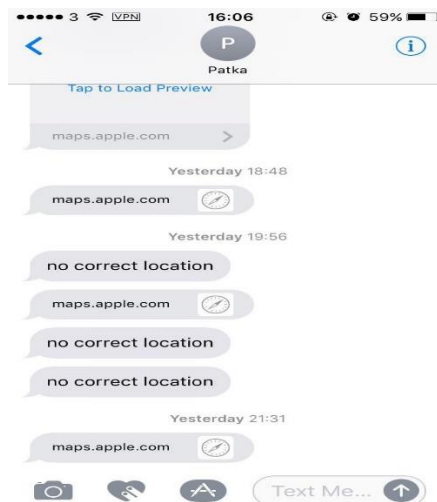 3 VPN 16:06 59%
P
Patka
Tap to Load Preview
maps.apple.com
Yesterday 18:48
maps.apple.com
Yesterday 19:56
no correct location
maps.apple.com
no correct location
no correct location
Yesterday 21:31
maps.apple.com
Text Me...